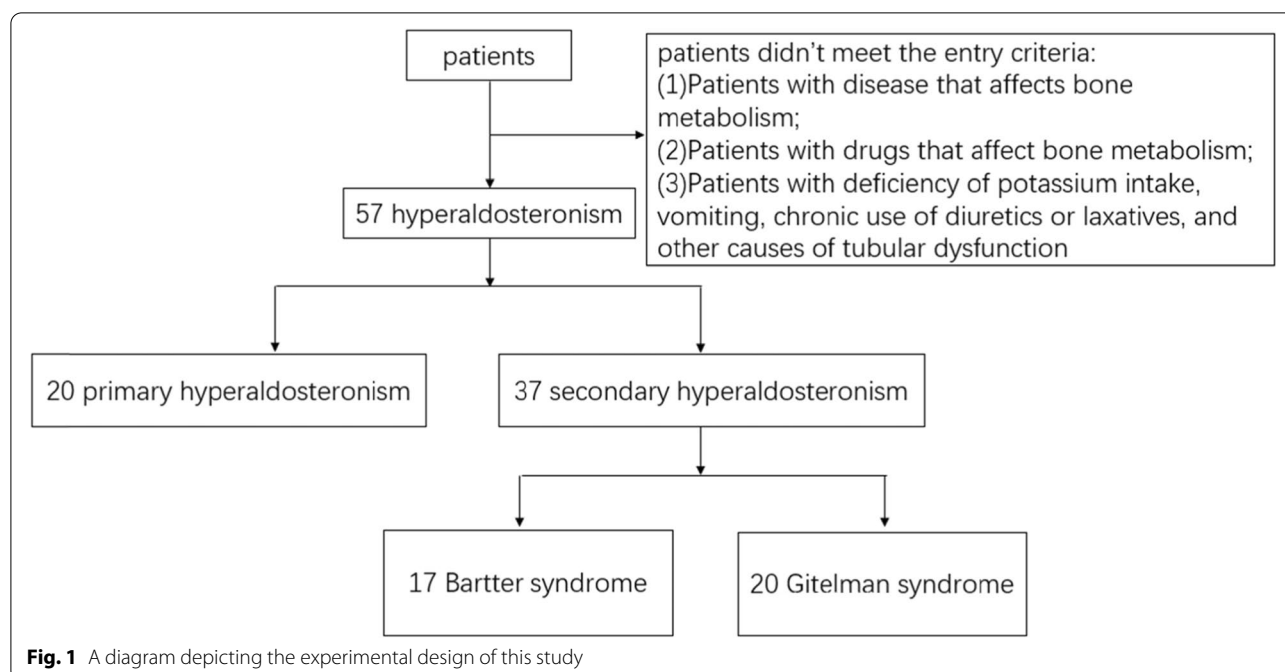 patients
patients didn't meet the entry criteria:
(1)Patients with disease that affects bone
metabolism;
(2)Patients with drugs that affect bone metabolism;
(3)Patients with deficiency of potassium intake,
vomiting, chronic use of diuretics or laxatives, and
other causes of tubular dysfunction
57 hyperaldosteronism
20 primary hyperaldosteronism
37 secondary hyperaldosteronism
17 Bartter syndrome
20 Gitelman syndrome
Fig. 1 A diagram depicting the experimental design of this study